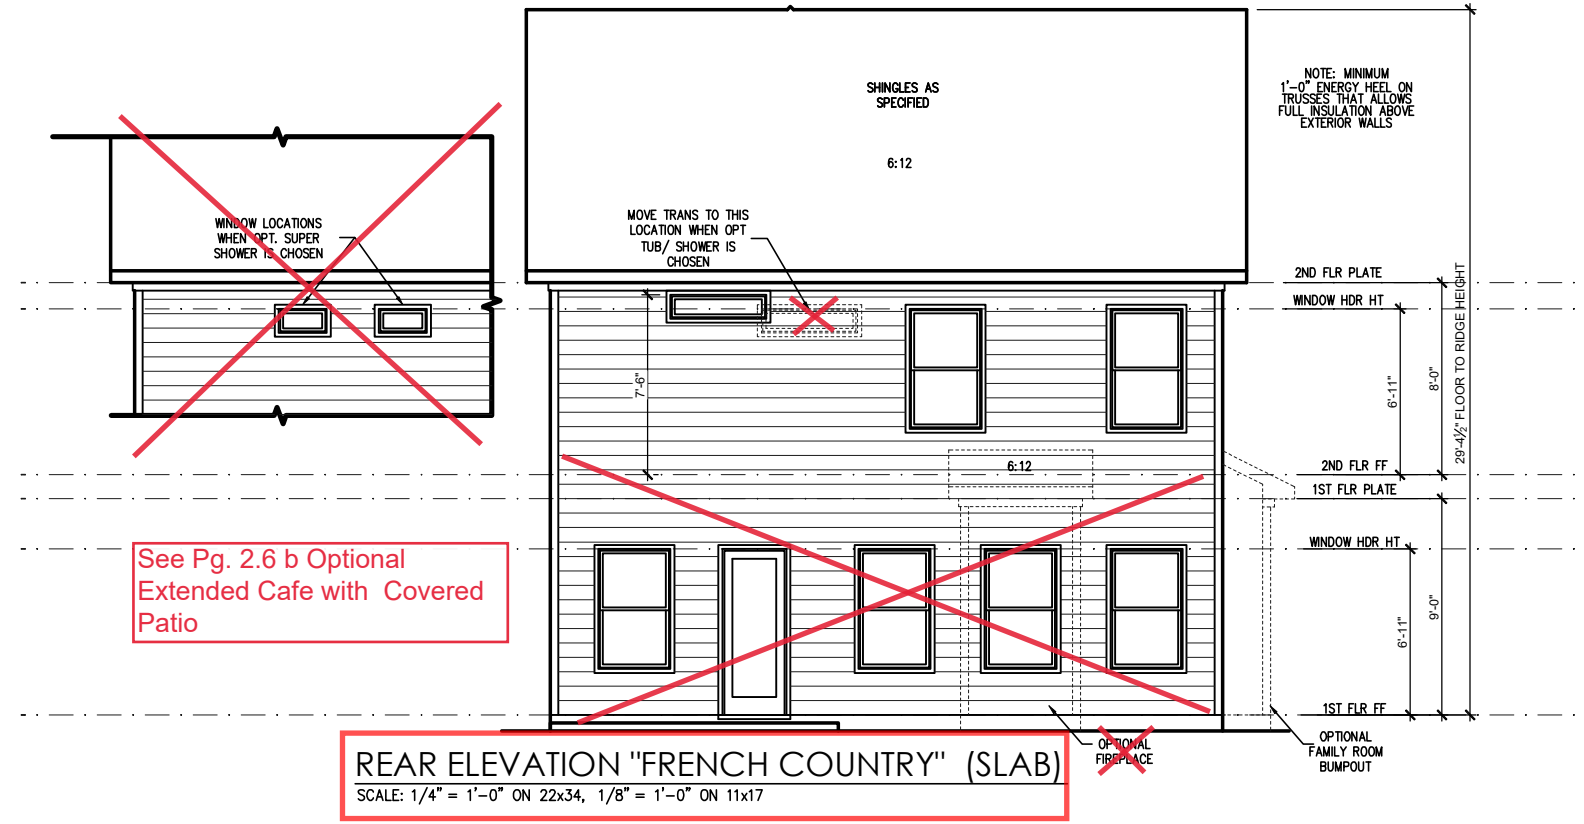 SHINGLES AS
SPECIFIED
6:12
NOTE: MINIMUM
1'-0" ENERGY HEEL ON
TRUSSES THAT ALLOWS
FULL INSULATION ABOVE
EXTERIOR WALLS
WINDOW LOCATIONS
WHEN OPT. SUPER
SHOWER IS CHOSEN
MOVE TRANS TO THIS
LOCATION WHEN OPT
TUB/ SHOWER IS
CHOSEN
2ND FLR PLATE
WINDOW HDR HT
7'-6"
6'-11"
8'-0"
29'-4½" FLOOR TO RIDGE HEIGHT
6:12
2ND FLR FF
1ST FLR PLATE
WINDOW HDR HT
6'-11"
9'-0"
1ST FLR FF
See Pg. 2.6 b Optional
Extended Cafe with Covered
Patio
OPTIONAL
FIREPLACE
OPTIONAL
FAMILY ROOM
BUMPOUT
REAR ELEVATION "FRENCH COUNTRY" (SLAB)
SCALE: 1/4" = 1'-0" ON 22x34, 1/8" = 1'-0" ON 11x17